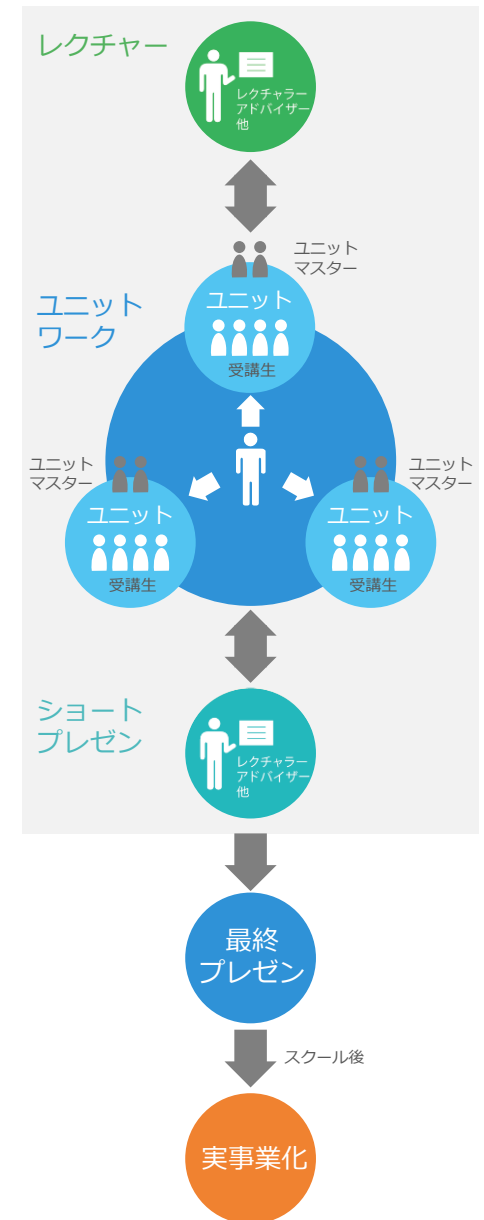 レクチャー
レクチャラー
アドバイザー
他
ユニット
マスター
ユニット
ワーク
ユニット
受講生
ユニット
マスター
ユニット
受講生
ユニット
マスター
ユニット
受講生
ショート
プレゼン
レクチャラー
アドバイザー
他
最終
プレゼン
スクール後
実事業化